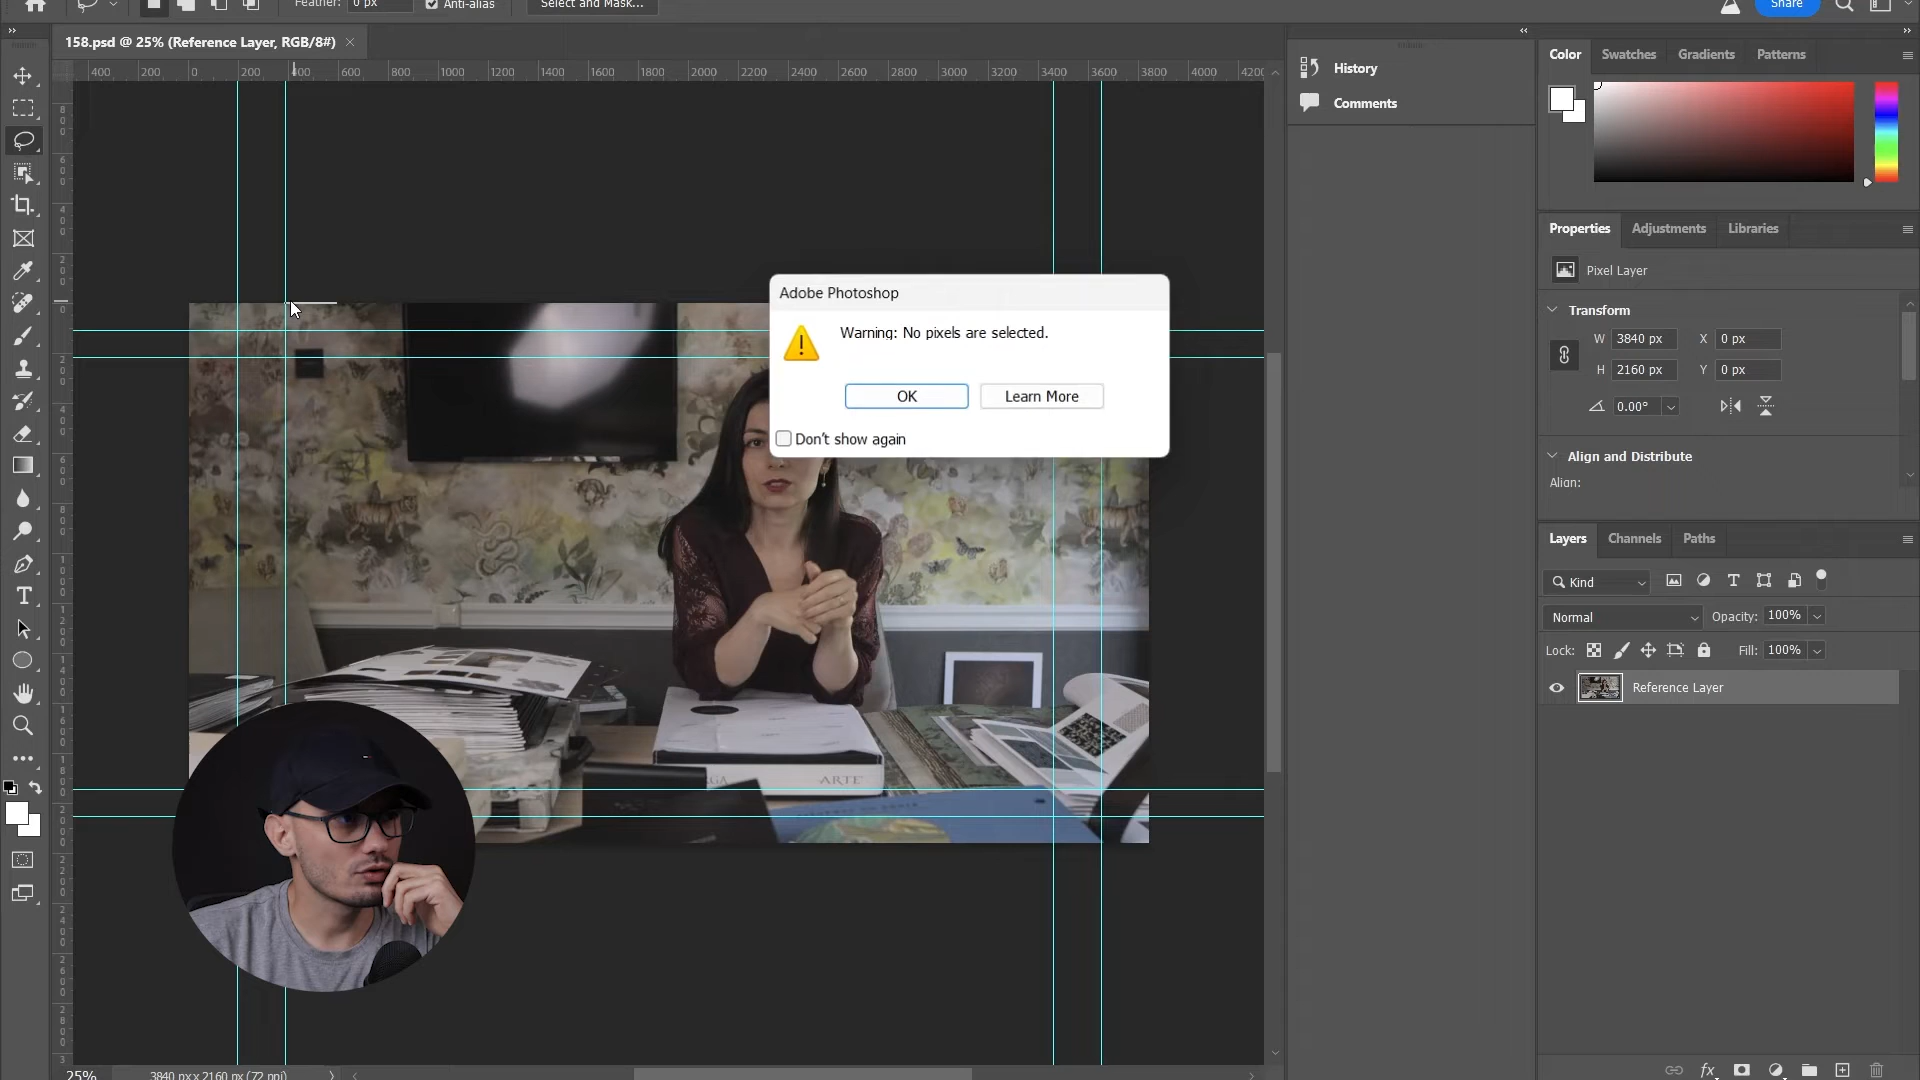 Feather: 0 px Anti-alias Select and Mask... Share
158.psd @ 25% (Reference Layer, RGB/8#) ×
400 200 0 200 400 600 800 1000 1200 1400 1600 1800 2000 2200 2400 2600 2800 3000 3200 3400 3600 3800 4000 4200
History
Comments
Color Swatches Gradients Patterns
Properties Adjustments Libraries
Pixel Layer
Transform
W 3840 px X 0 px
H 2160 px Y 0 px
0.00°
Align and Distribute
Align:
Adobe Photoshop
Warning: No pixels are selected.
OK Learn More
Don't show again
ARTE
Layers Channels Paths
Kind
Normal Opacity: 100%
Lock: Fill: 100%
Reference Layer
25% 3840 px x 2160 px (72 ppi)